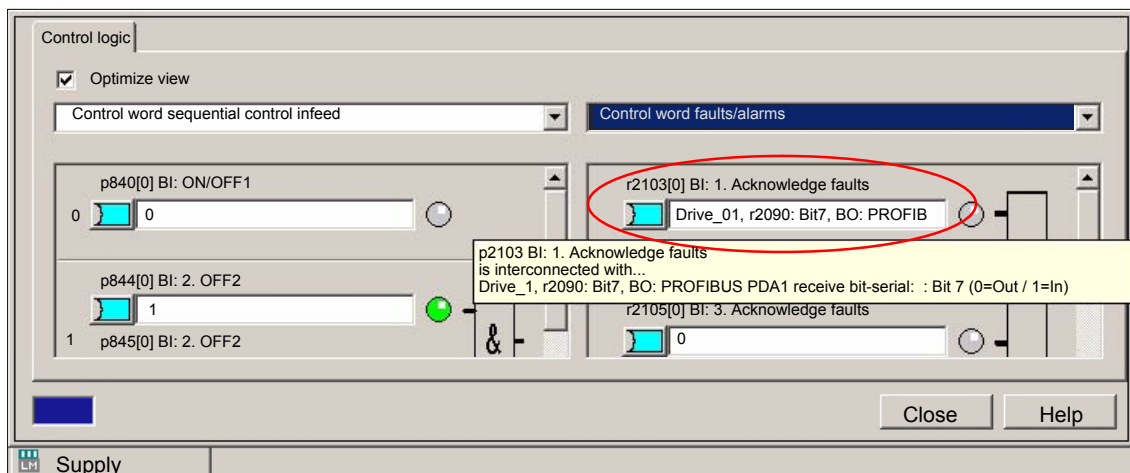 Control logic
Optimize view
Control word sequential control infeed
Control word faults/alarms
p840[0] BI: ON/OFF1
0
0
r2103[0] BI: 1. Acknowledge faults
Drive_01, r2090: Bit7, BO: PROFIB
p2103 BI: 1. Acknowledge faults
is interconnected with...
Drive_1, r2090: Bit7, BO: PROFIBUS PDA1 receive bit-serial: : Bit 7 (0=Out / 1=In)
p844[0] BI: 2. OFF2
1
1
p845[0] BI: 2. OFF2
&
r2105[0] BI: 3. Acknowledge faults
0
Close
Help
LM
Supply